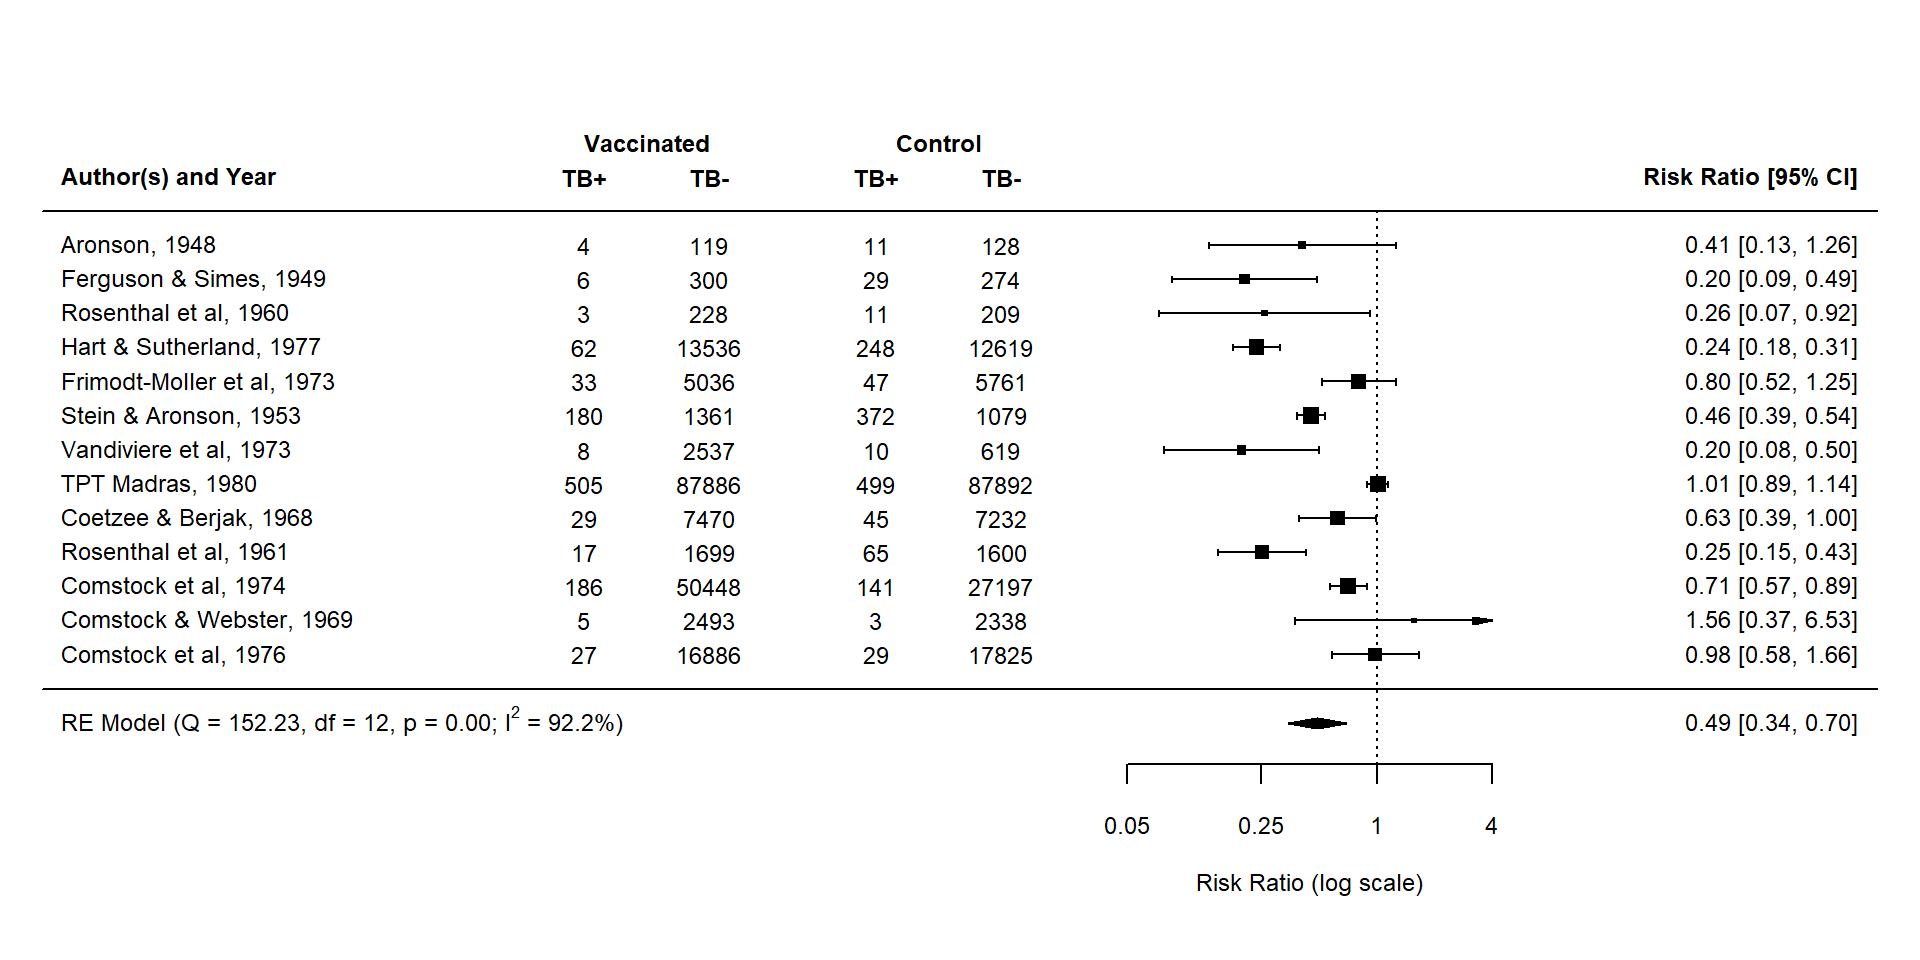 Vaccinated Control
Author(s) and Year TB+ TB- TB+ TB- Risk Ratio [95% CI]
Aronson, 1948 4 119 11 128 0.41 [0.13, 1.26]
Ferguson & Simes, 1949 6 300 29 274 0.20 [0.09, 0.49]
Rosenthal et al, 1960 3 228 11 209 0.26 [0.07, 0.92]
Hart & Sutherland, 1977 62 13536 248 12619 0.24 [0.18, 0.31]
Frimodt-Moller et al, 1973 33 5036 47 5761 0.80 [0.52, 1.25]
Stein & Aronson, 1953 180 1361 372 1079 0.46 [0.39, 0.54]
Vandiviere et al, 1973 8 2537 10 619 0.20 [0.08, 0.50]
TPT Madras, 1980 505 87886 499 87892 1.01 [0.89, 1.14]
Coetzee & Berjak, 1968 29 7470 45 7232 0.63 [0.39, 1.00]
Rosenthal et al, 1961 17 1699 65 1600 0.25 [0.15, 0.43]
Comstock et al, 1974 186 50448 141 27197 0.71 [0.57, 0.89]
Comstock & Webster, 1969 5 2493 3 2338 1.56 [0.37, 6.53]
Comstock et al, 1976 27 16886 29 17825 0.98 [0.58, 1.66]
RE Model (Q = 152.23, df = 12, p = 0.00; I² = 92.2%) 0.49 [0.34, 0.70]
0.05 0.25 1 4
Risk Ratio (log scale)